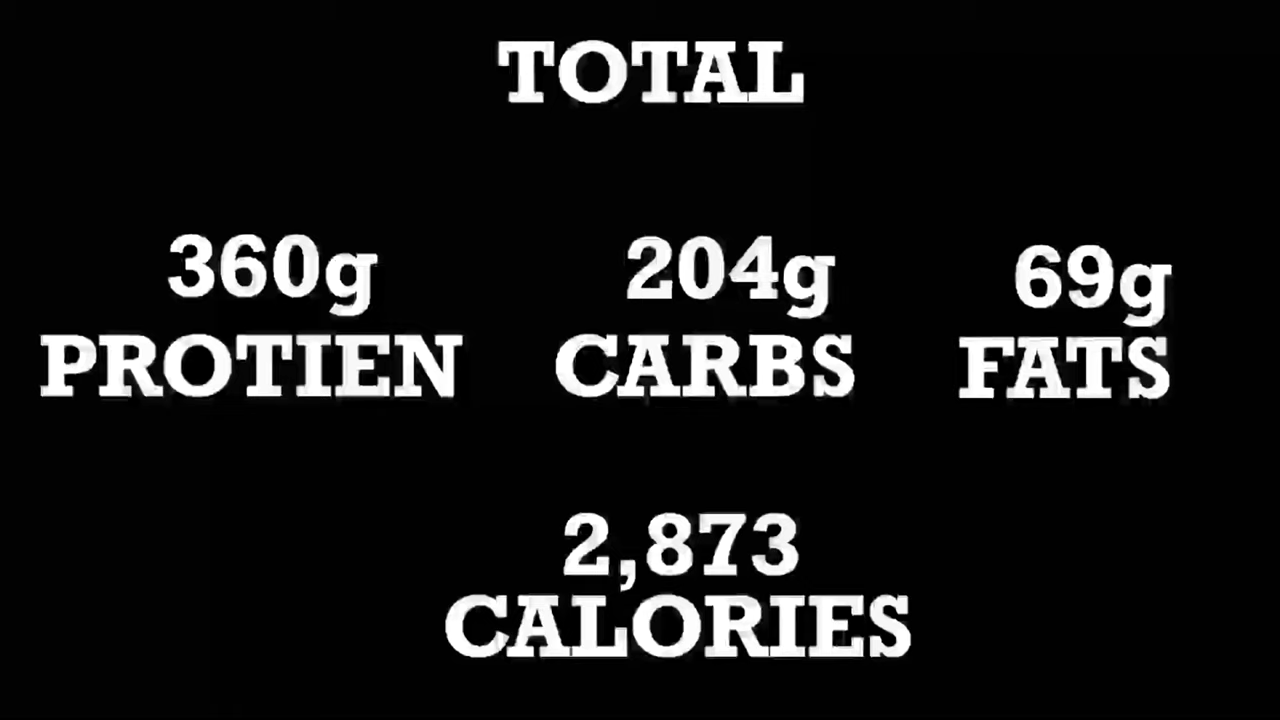 TOTAL
360g 204g 69g
PROTIEN CARBS FATS
2,873
CALORIES